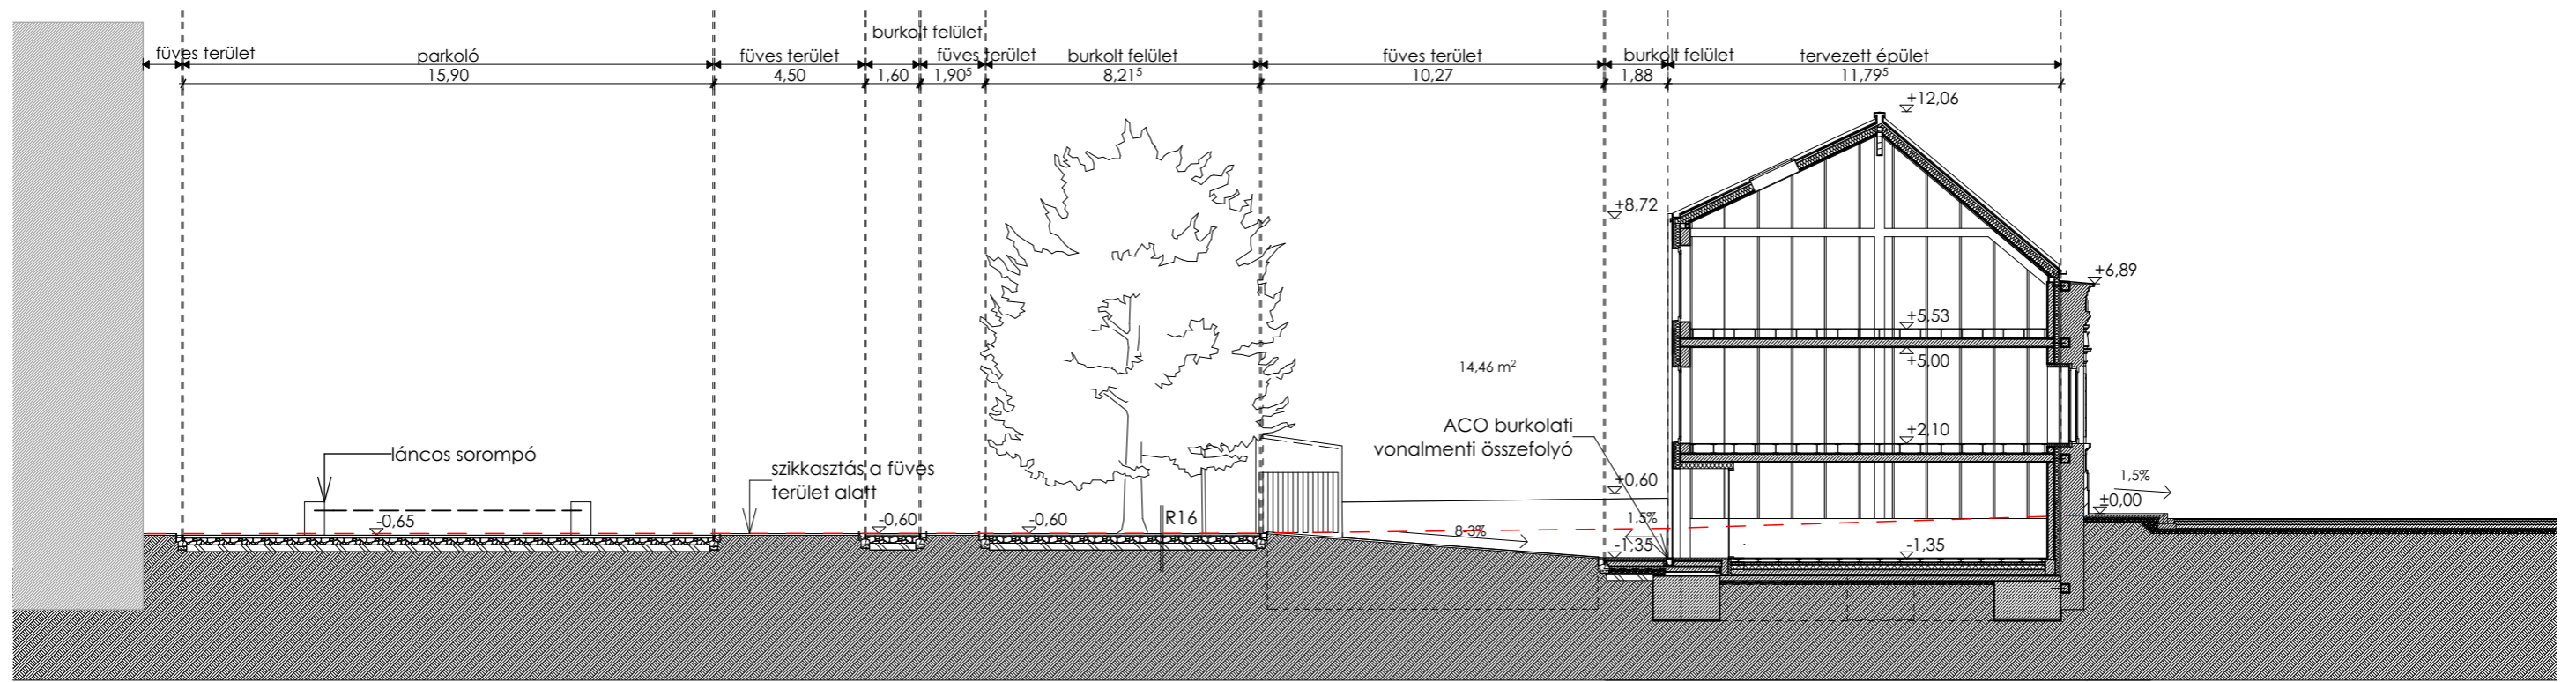 burkolt felület
füves terület
parkoló
füves terület
füves terület
burkolt felület
füves terület
burkolt felület
tervezett épület
15,90
4,50
1,60
1,90⁵
8,21⁵
10,27
1,88
11,79⁵
+12,06
+8,72
+6,89
+5,53
+5,00
14,46 m²
ACO burkolati
vonalmenti összefolyó
+2,10
láncos sorompó
szikkasztás a füves
terület alatt
+0,60
1,5%
±0,00
-0,65
-0,60
-0,60
R16
1,5%
8-3%
-1,35
-1,35